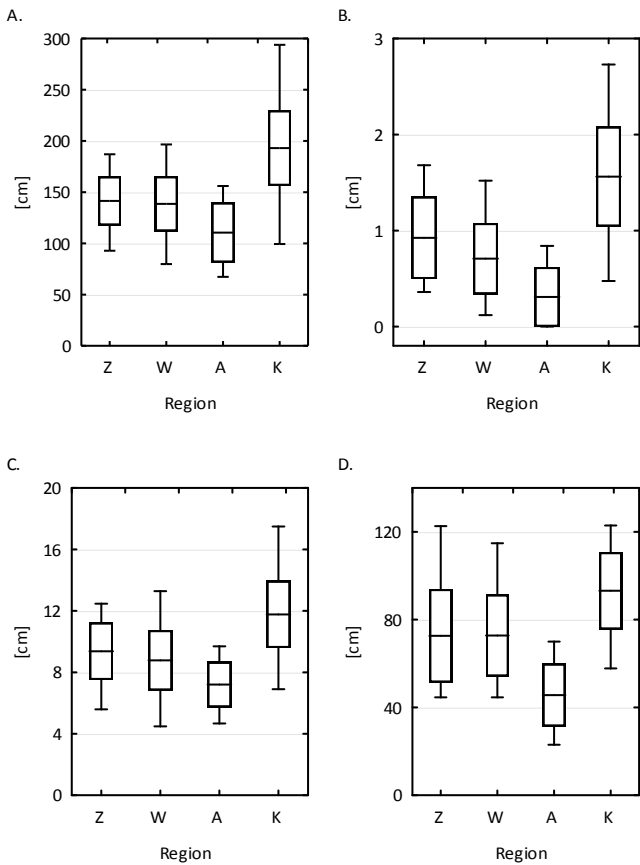 A.
300
250
200
150
100
50
0
[cm]
Z W A K
Region
B.
3
2
1
0
[cm]
Z W A K
Region
C.
20
16
12
8
4
0
[cm]
Z W A K
Region
D.
120
80
40
0
[cm]
Z W A K
Region